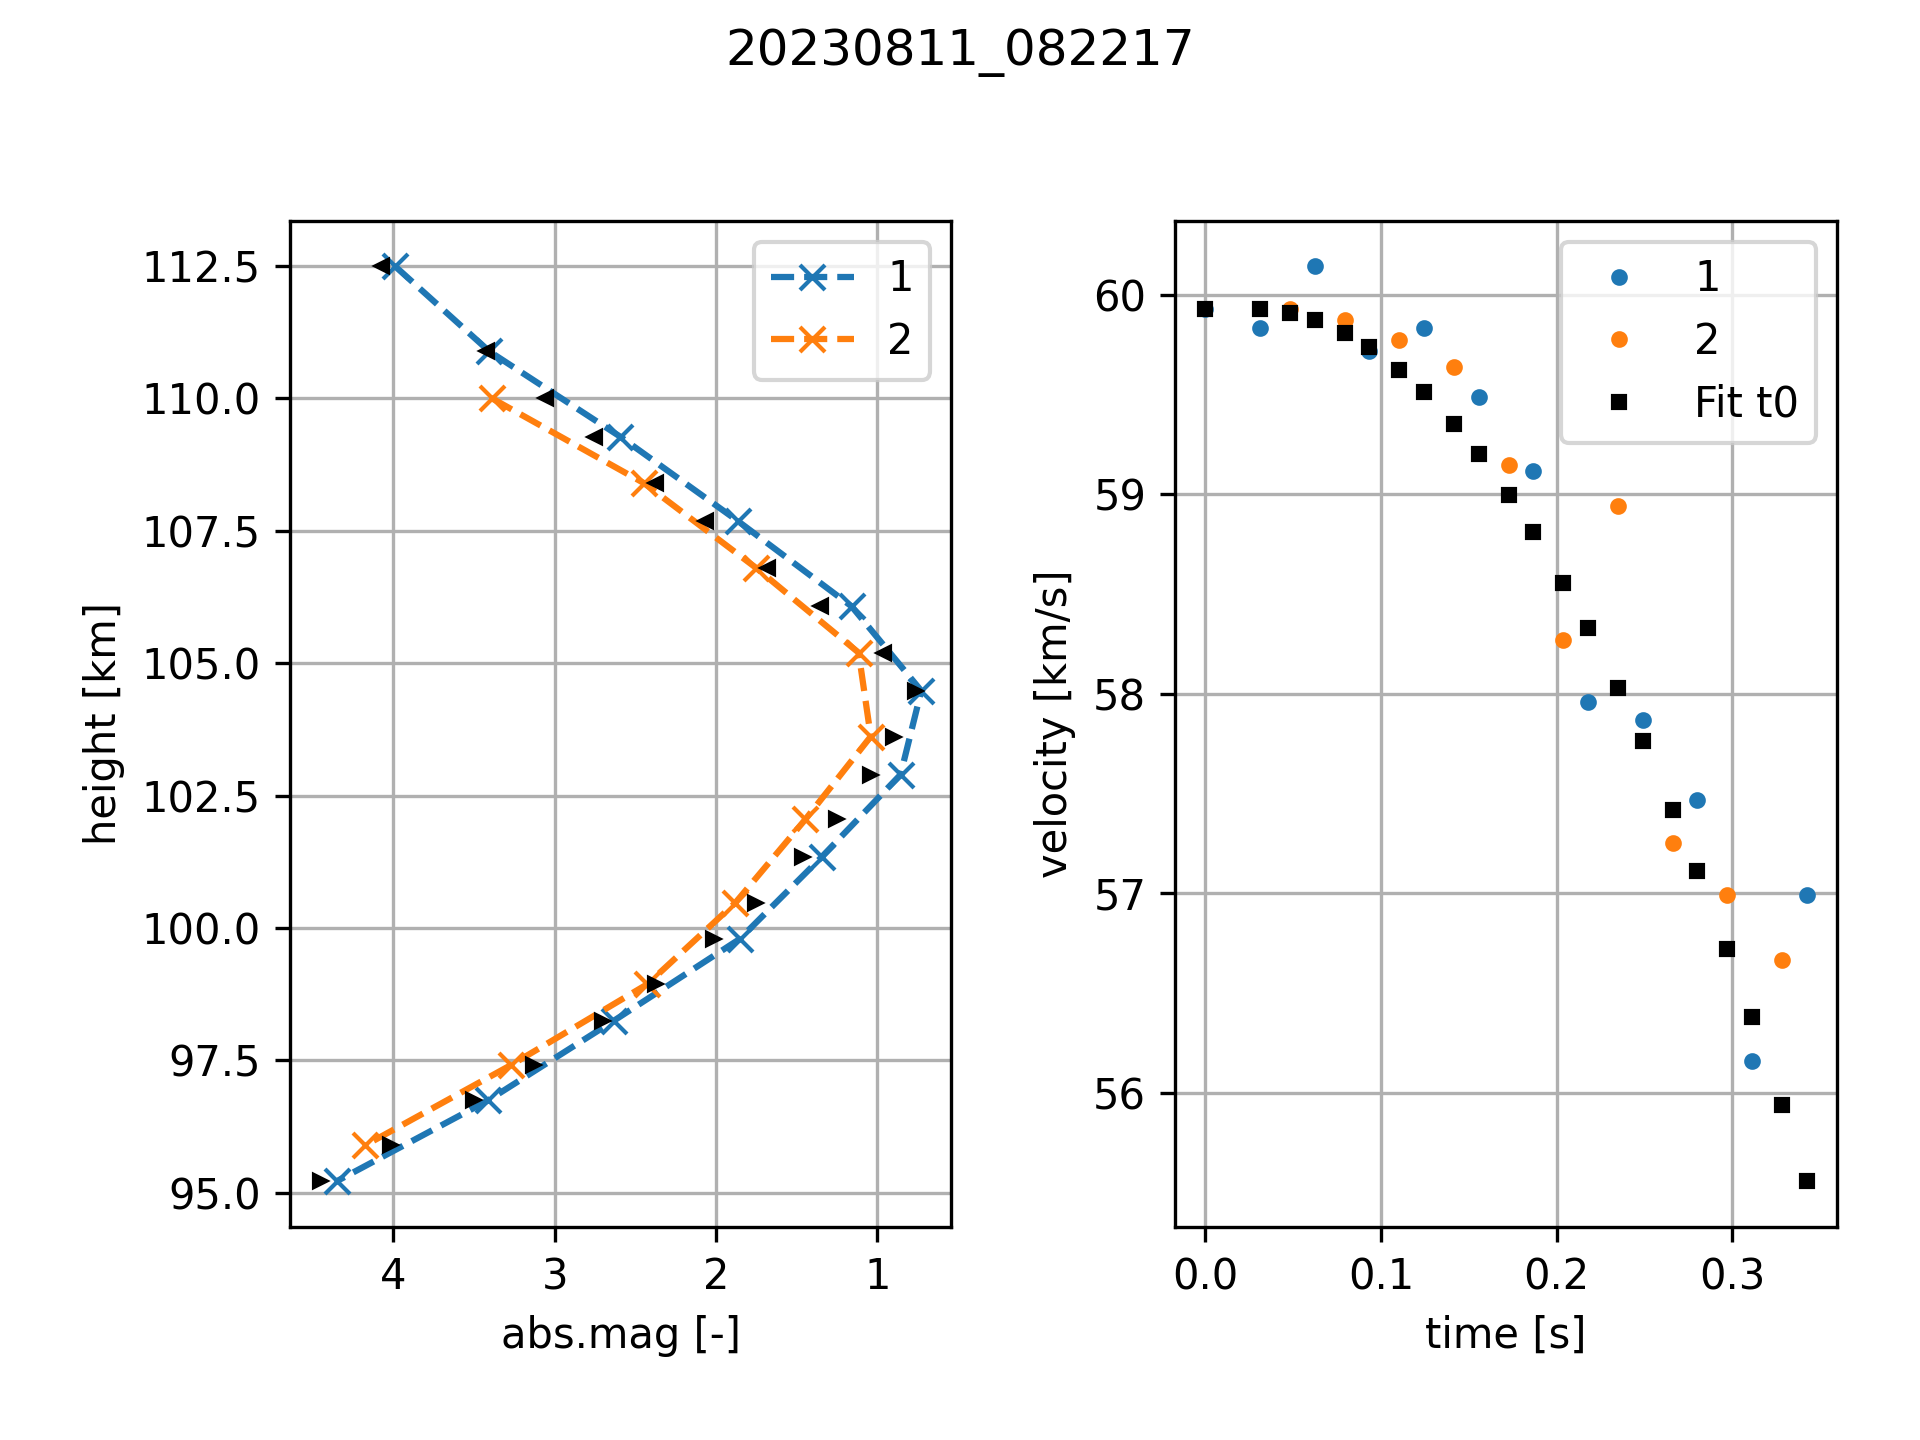 20230811_082217
112.5
110.0
107.5
105.0
102.5
100.0
97.5
95.0
height [km]
4 3 2 1
abs.mag [-]
1
2
60
59
58
57
56
velocity [km/s]
0.0 0.1 0.2 0.3
time [s]
1
2
Fit t0